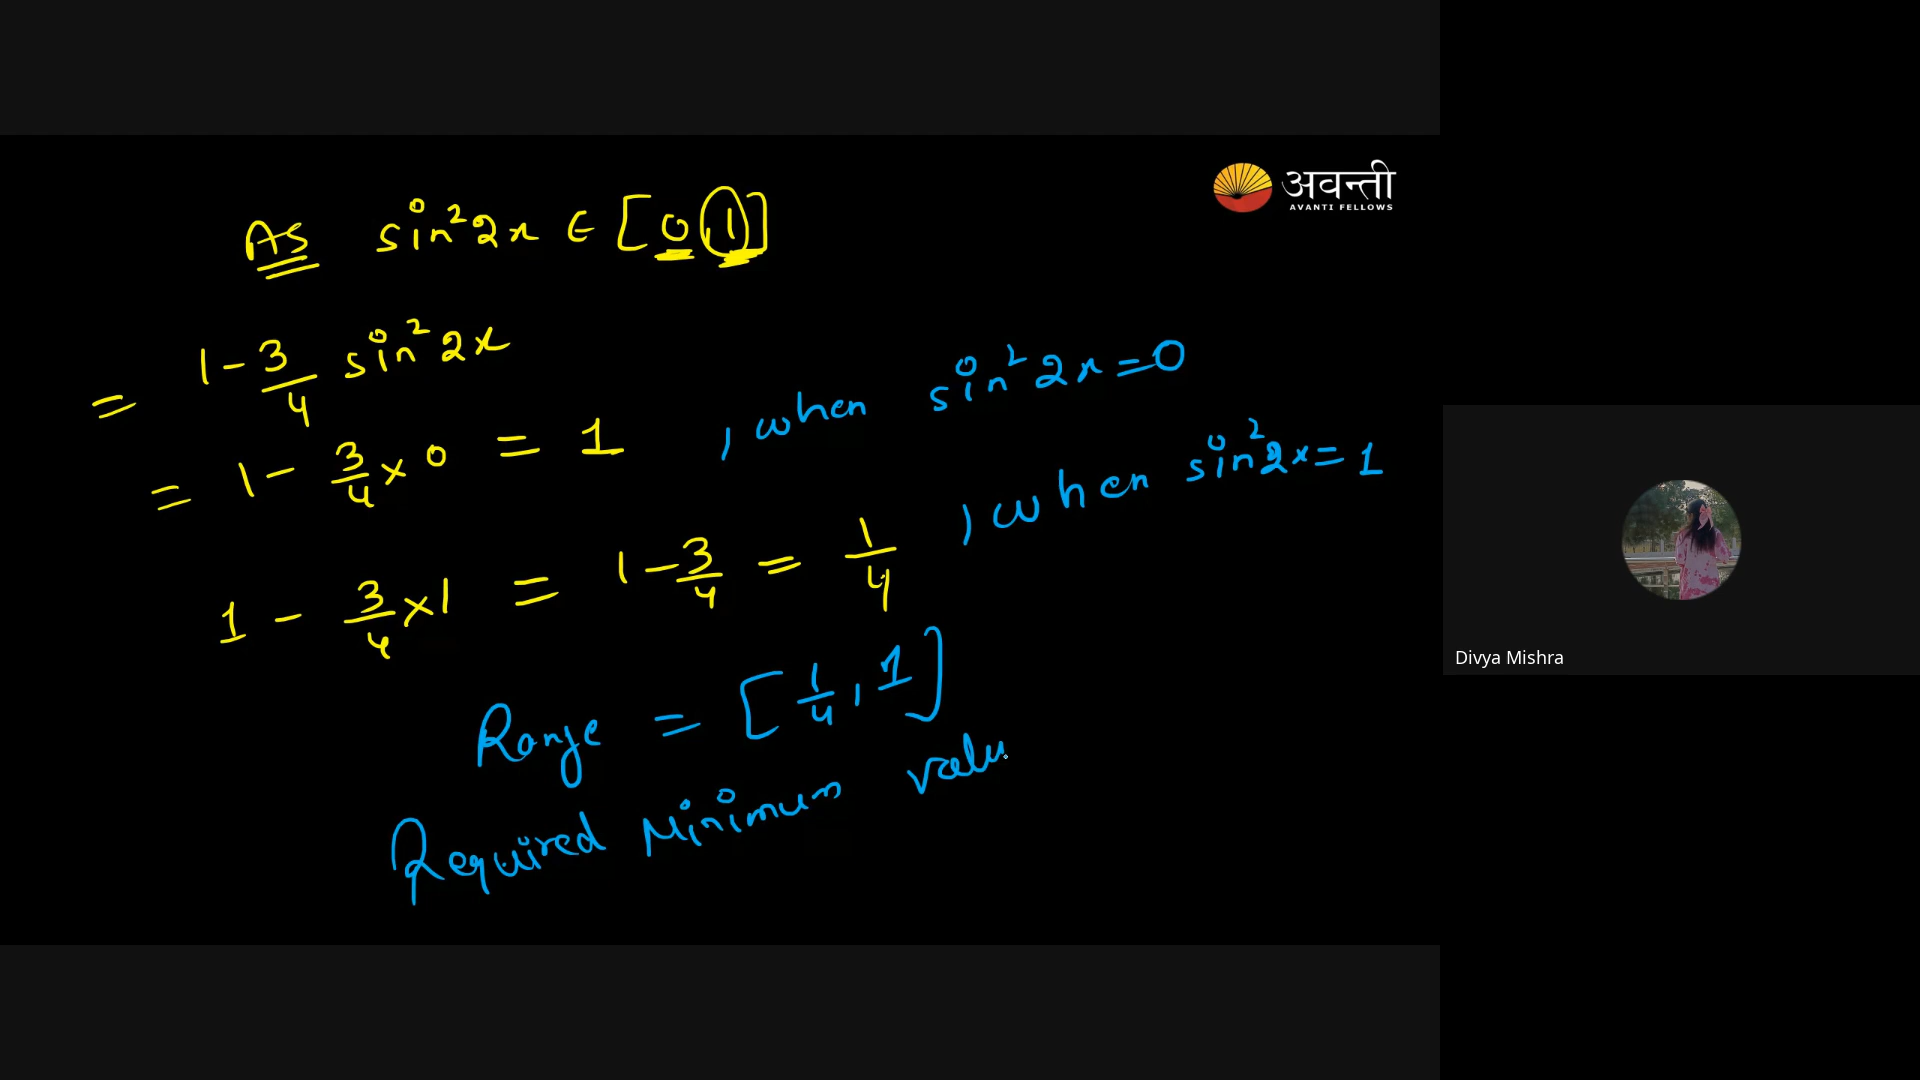 अवन्ती
AVANTI FELLOWS
As sin²2x ∈ [0,1]
= 1 - 3/4 sin²2x
= 1 - 3/4 × 0 = 1 , when sin²2x = 0
1 - 3/4 × 1 = 1 - 3/4 = 1/4 , when sin²2x = 1
Range = [1/4, 1]
Required Minimum valu
Divya Mishra